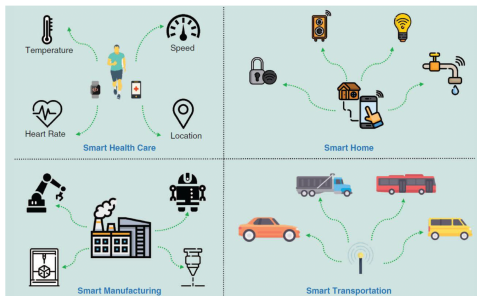 Temperature
Speed
Heart Rate
Location
Smart Health Care
Smart Home
Smart Manufacturing
Smart Transportation